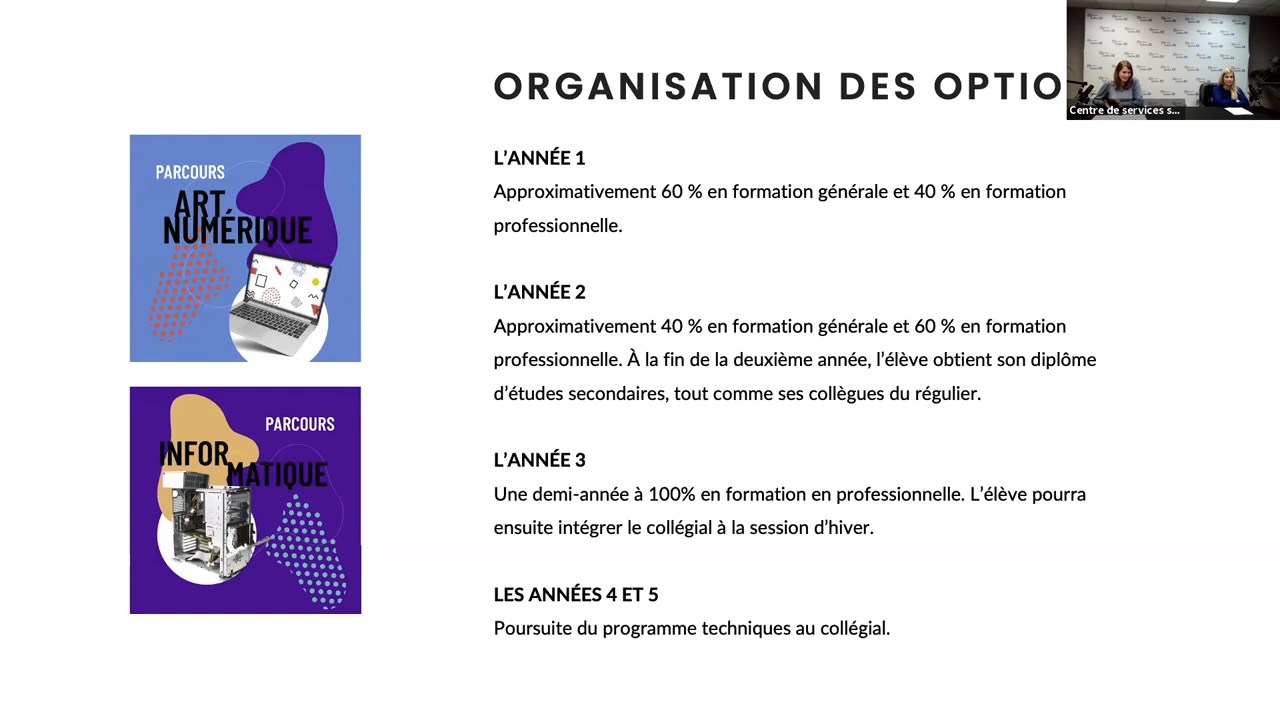 ORGANISATION DES OPTIO
Centre de services s...
PARCOURS
ART
NUMÉRIQUE
PARCOURS
INFOR
MATIQUE
L’ANNÉE 1
Approximativement 60 % en formation générale et 40 % en formation
professionnelle.
L’ANNÉE 2
Approximativement 40 % en formation générale et 60 % en formation
professionnelle. À la fin de la deuxième année, l’élève obtient son diplôme
d’études secondaires, tout comme ses collègues du régulier.
L’ANNÉE 3
Une demi-année à 100% en formation en professionnelle. L’élève pourra
ensuite intégrer le collégial à la session d’hiver.
LES ANNÉES 4 ET 5
Poursuite du programme techniques au collégial.